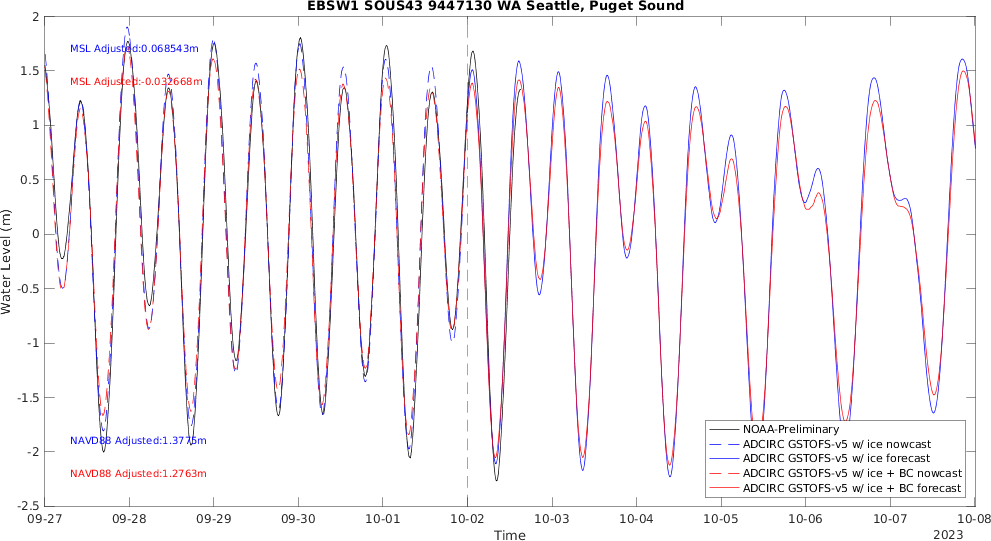 EBSW1 SOUS43 9447130 WA Seattle, Puget Sound
2
1.5
1
0.5
0
-0.5
-1
-1.5
-2
-2.5
Water Level (m)
MSL Adjusted:0.068543m
MSL Adjusted:-0.032668m
NAVD88 Adjusted:1.3775m
NAVD88 Adjusted:1.2763m
NOAA-Preliminary
ADCIRC GSTOFS-v5 w/ ice nowcast
ADCIRC GSTOFS-v5 w/ ice forecast
ADCIRC GSTOFS-v5 w/ ice + BC nowcast
ADCIRC GSTOFS-v5 w/ ice + BC forecast
09-27 09-28 09-29 09-30 10-01 10-02 10-03 10-04 10-05 10-06 10-07 10-08
Time
2023